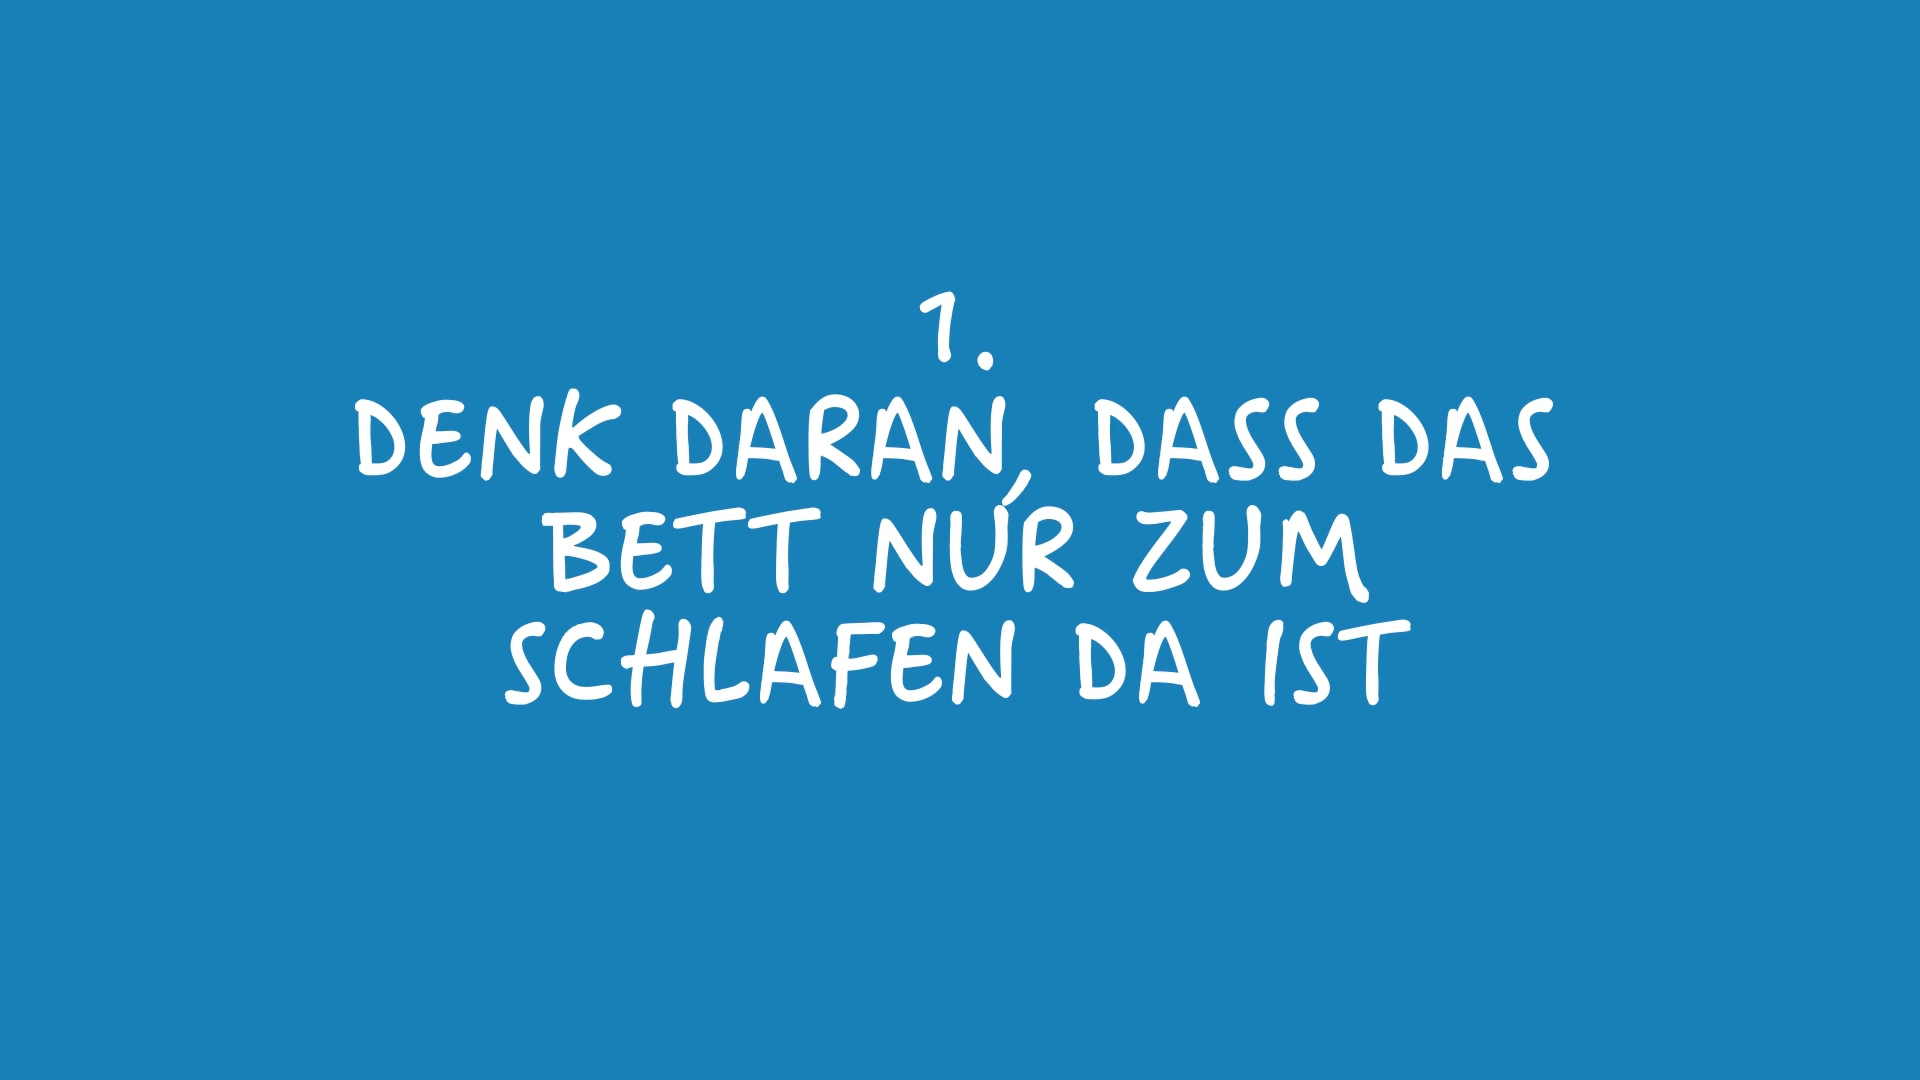 1.
DENK DARAN, DASS DAS
BETT NUR ZUM
SCHLAFEN DA IST